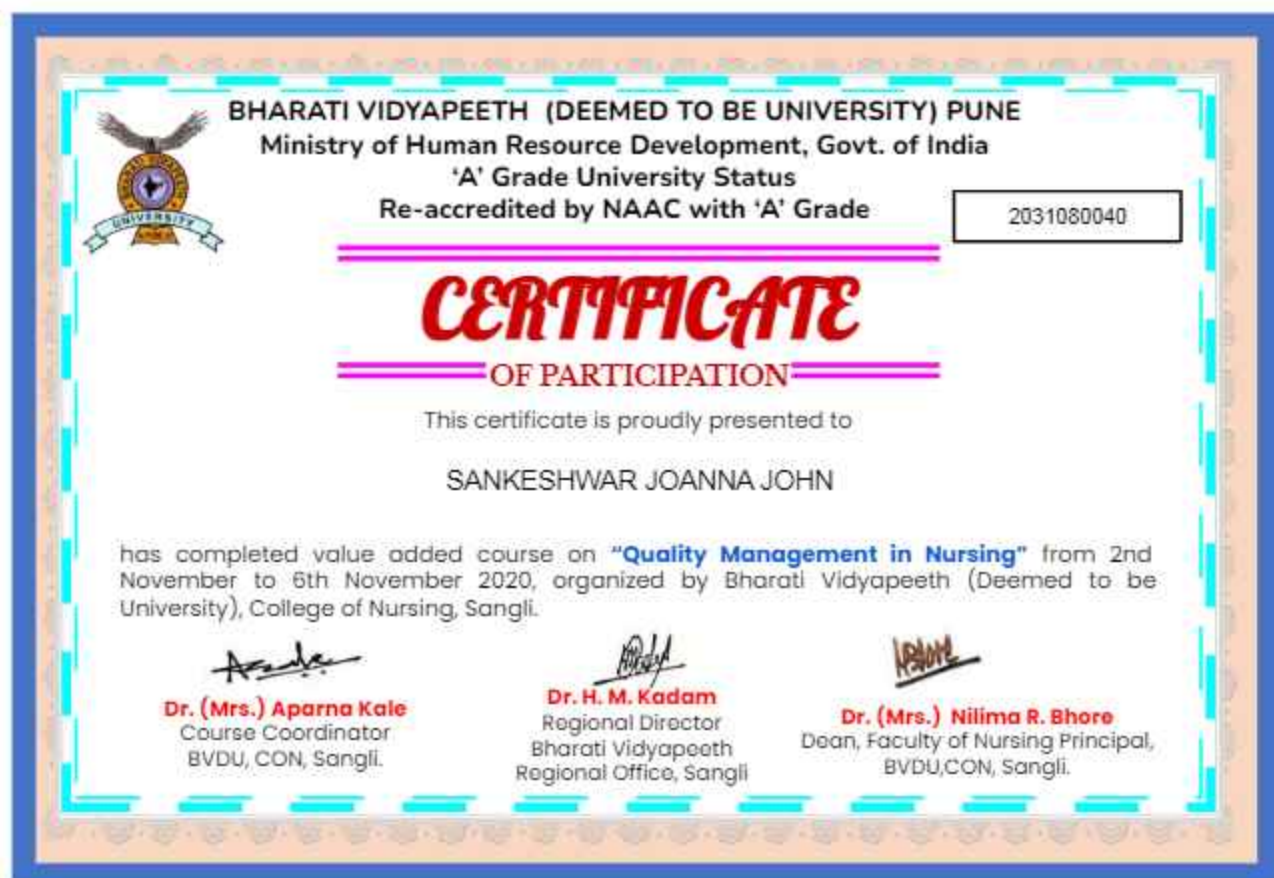 BHARATI VIDYAPEETH (DEEMED TO BE UNIVERSITY) PUNE
Ministry of Human Resource Development, Govt. of India
‘A’ Grade University Status
Re-accredited by NAAC with ‘A’ Grade
2031080040
BHARATI VIDYAPEETH
UNIVERSITY
CERTIFICATE
OF PARTICIPATION
This certificate is proudly presented to
SANKESHWAR JOANNA JOHN
has completed value added course on “Quality Management in Nursing” from 2nd
November to 6th November 2020, organized by Bharati Vidyapeeth (Deemed to be
University), College of Nursing, Sangli.
Dr. (Mrs.) Aparna Kale
Course Coordinator
BVDU, CON, Sangli.
Dr. H. M. Kadam
Regional Director
Bharati Vidyapeeth
Regional Office, Sangli
Dr. (Mrs.) Nilima R. Bhore
Dean, Faculty of Nursing Principal,
BVDU,CON, Sangli.